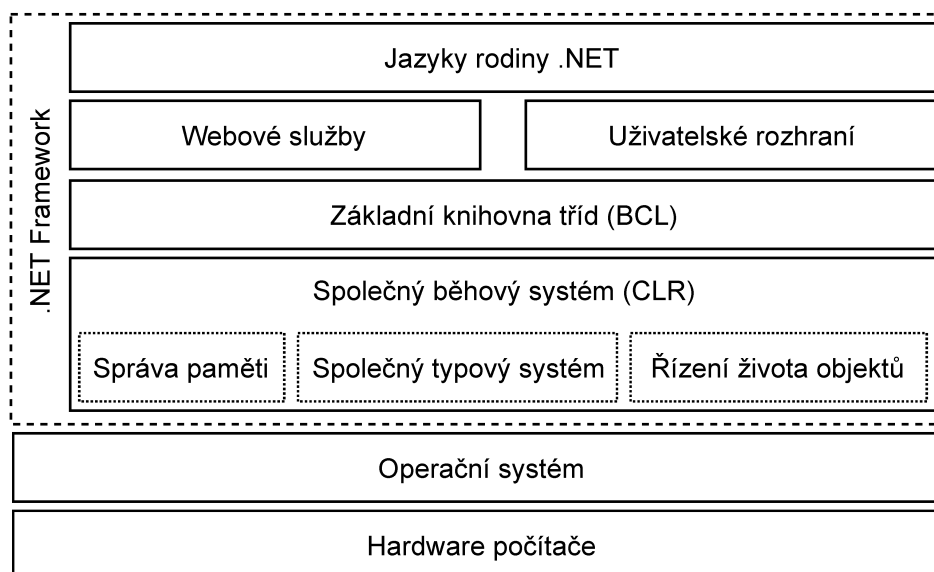 .NET Framework
Jazyky rodiny .NET
Webové služby
Uživatelské rozhraní
Základní knihovna tříd (BCL)
Společný běhový systém (CLR)
Správa paměti
Společný typový systém
Řízení života objektů
Operační systém
Hardware počítače